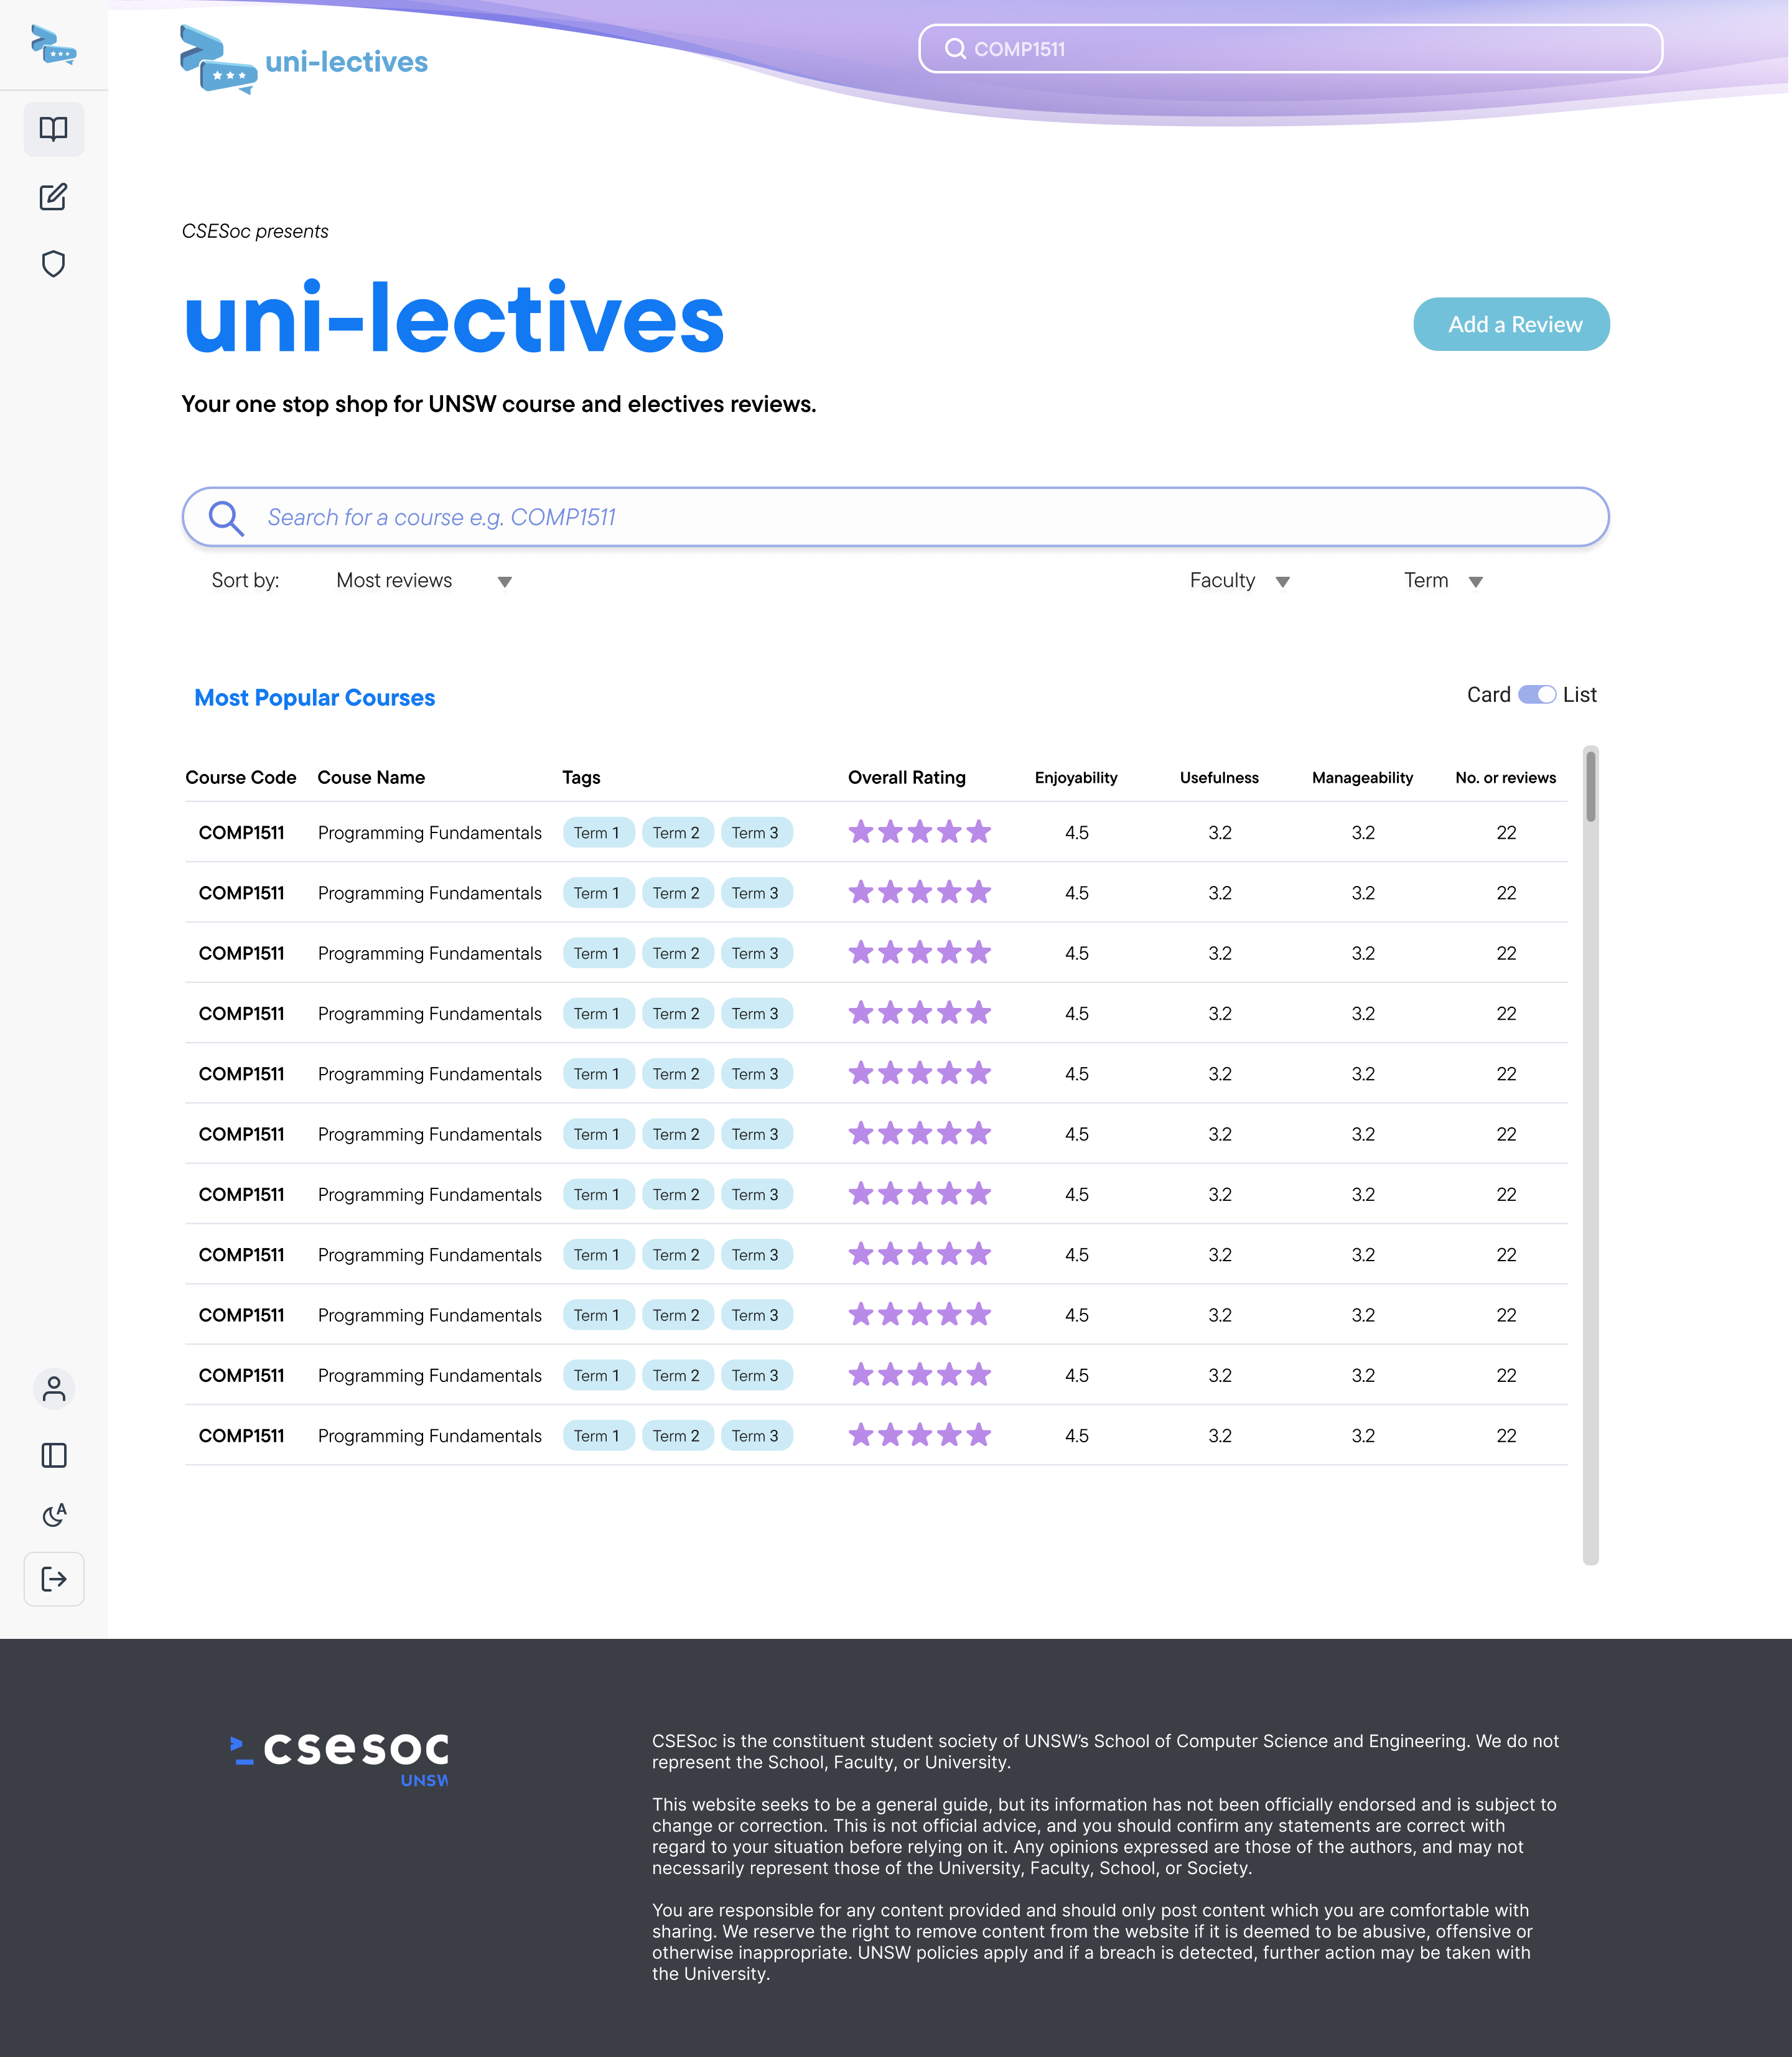 uni-lectives
COMP1511
CSESoc presents
uni-lectives
Add a Review
Your one stop shop for UNSW course and electives reviews.
Search for a course e.g. COMP1511
Sort by: Most reviews Faculty Term
Most Popular Courses
Card List
Course Code Couse Name Tags Overall Rating Enjoyability Usefulness Manageability No. or reviews
COMP1511 Programming Fundamentals Term 1 Term 2 Term 3 4.5 3.2 3.2 22
COMP1511 Programming Fundamentals Term 1 Term 2 Term 3 4.5 3.2 3.2 22
COMP1511 Programming Fundamentals Term 1 Term 2 Term 3 4.5 3.2 3.2 22
COMP1511 Programming Fundamentals Term 1 Term 2 Term 3 4.5 3.2 3.2 22
COMP1511 Programming Fundamentals Term 1 Term 2 Term 3 4.5 3.2 3.2 22
COMP1511 Programming Fundamentals Term 1 Term 2 Term 3 4.5 3.2 3.2 22
COMP1511 Programming Fundamentals Term 1 Term 2 Term 3 4.5 3.2 3.2 22
COMP1511 Programming Fundamentals Term 1 Term 2 Term 3 4.5 3.2 3.2 22
COMP1511 Programming Fundamentals Term 1 Term 2 Term 3 4.5 3.2 3.2 22
COMP1511 Programming Fundamentals Term 1 Term 2 Term 3 4.5 3.2 3.2 22
COMP1511 Programming Fundamentals Term 1 Term 2 Term 3 4.5 3.2 3.2 22
A
csesoc
UNSW
CSESoc is the constituent student society of UNSW’s School of Computer Science and Engineering. We do not
represent the School, Faculty, or University.
This website seeks to be a general guide, but its information has not been officially endorsed and is subject to
change or correction. This is not official advice, and you should confirm any statements are correct with
regard to your situation before relying on it. Any opinions expressed are those of the authors, and may not
necessarily represent those of the University, Faculty, School, or Society.
You are responsible for any content provided and should only post content which you are comfortable with
sharing. We reserve the right to remove content from the website if it is deemed to be abusive, offensive or
otherwise inappropriate. UNSW policies apply and if a breach is detected, further action may be taken with
the University.